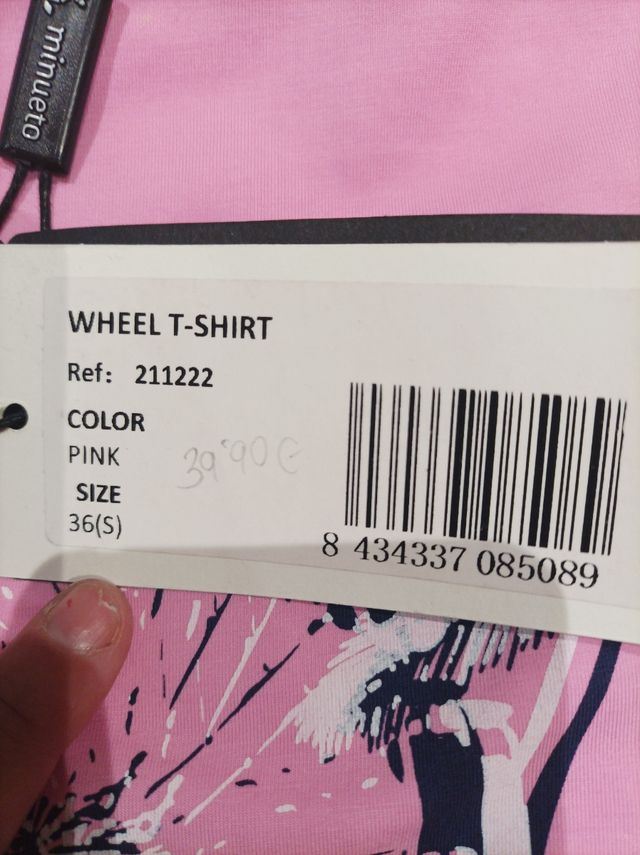 minueto
WHEEL T-SHIRT
Ref: 211222
COLOR
PINK
39'90€
SIZE
36(S)
8 434337 085089